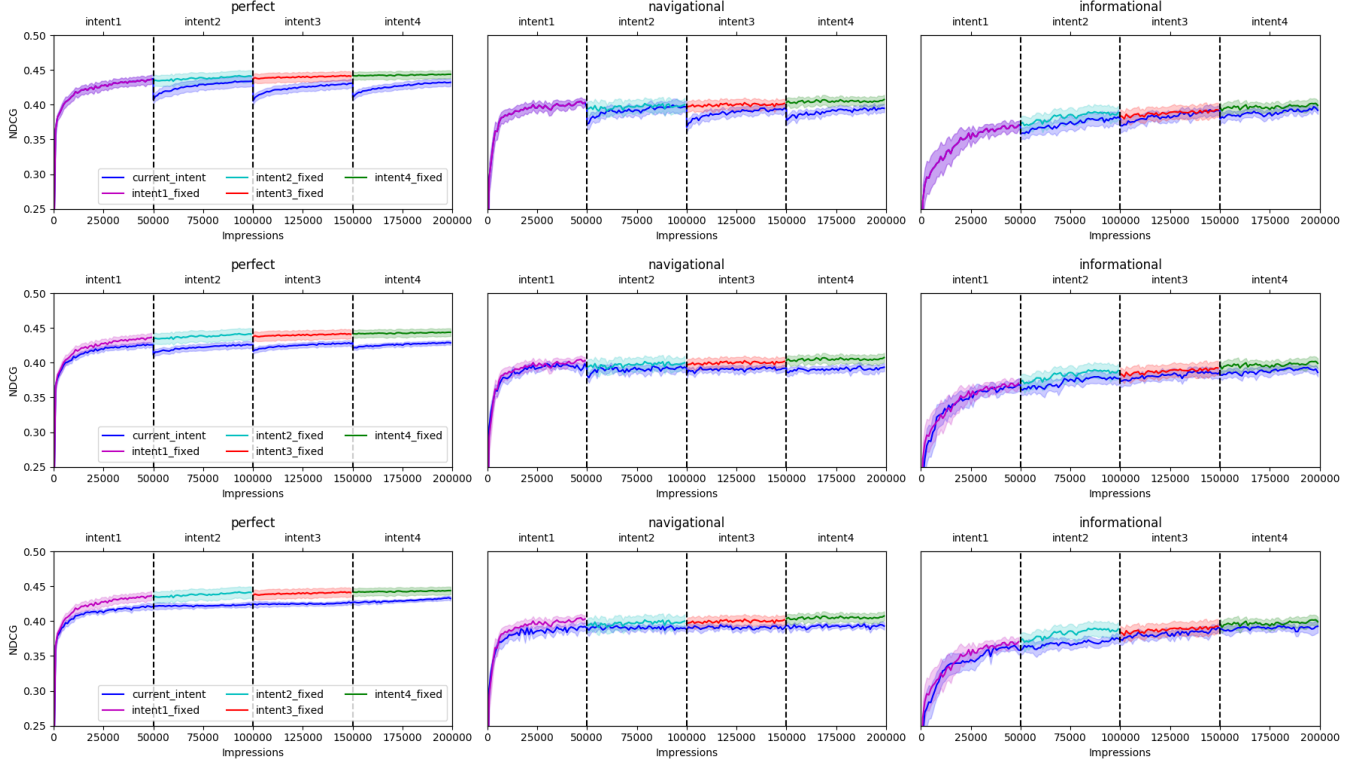 perfect
intent1 intent2 intent3 intent4
0.50
0.45
0.40
0.35
0.30
0.25
NDCG
current_intent intent2_fixed intent4_fixed
intent1_fixed intent3_fixed
0 25000 50000 75000 100000 125000 150000 175000 200000
Impressions
navigational
intent1 intent2 intent3 intent4
0 25000 50000 75000 100000 125000 150000 175000 200000
Impressions
informational
intent1 intent2 intent3 intent4
0 25000 50000 75000 100000 125000 150000 175000 200000
Impressions
perfect
intent1 intent2 intent3 intent4
0.50
0.45
0.40
0.35
0.30
0.25
NDCG
current_intent intent2_fixed intent4_fixed
intent1_fixed intent3_fixed
0 25000 50000 75000 100000 125000 150000 175000 200000
Impressions
navigational
intent1 intent2 intent3 intent4
0 25000 50000 75000 100000 125000 150000 175000 200000
Impressions
informational
intent1 intent2 intent3 intent4
0 25000 50000 75000 100000 125000 150000 175000 200000
Impressions
perfect
intent1 intent2 intent3 intent4
0.50
0.45
0.40
0.35
0.30
0.25
NDCG
current_intent intent2_fixed intent4_fixed
intent1_fixed intent3_fixed
0 25000 50000 75000 100000 125000 150000 175000 200000
Impressions
navigational
intent1 intent2 intent3 intent4
0 25000 50000 75000 100000 125000 150000 175000 200000
Impressions
informational
intent1 intent2 intent3 intent4
0 25000 50000 75000 100000 125000 150000 175000 200000
Impressions